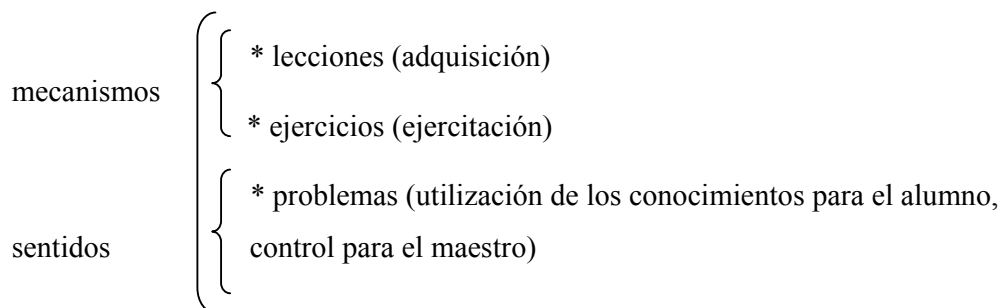 * lecciones (adquisición)
mecanismos
* ejercicios (ejercitación)
* problemas (utilización de los conocimientos para el alumno,
sentidos
control para el maestro)